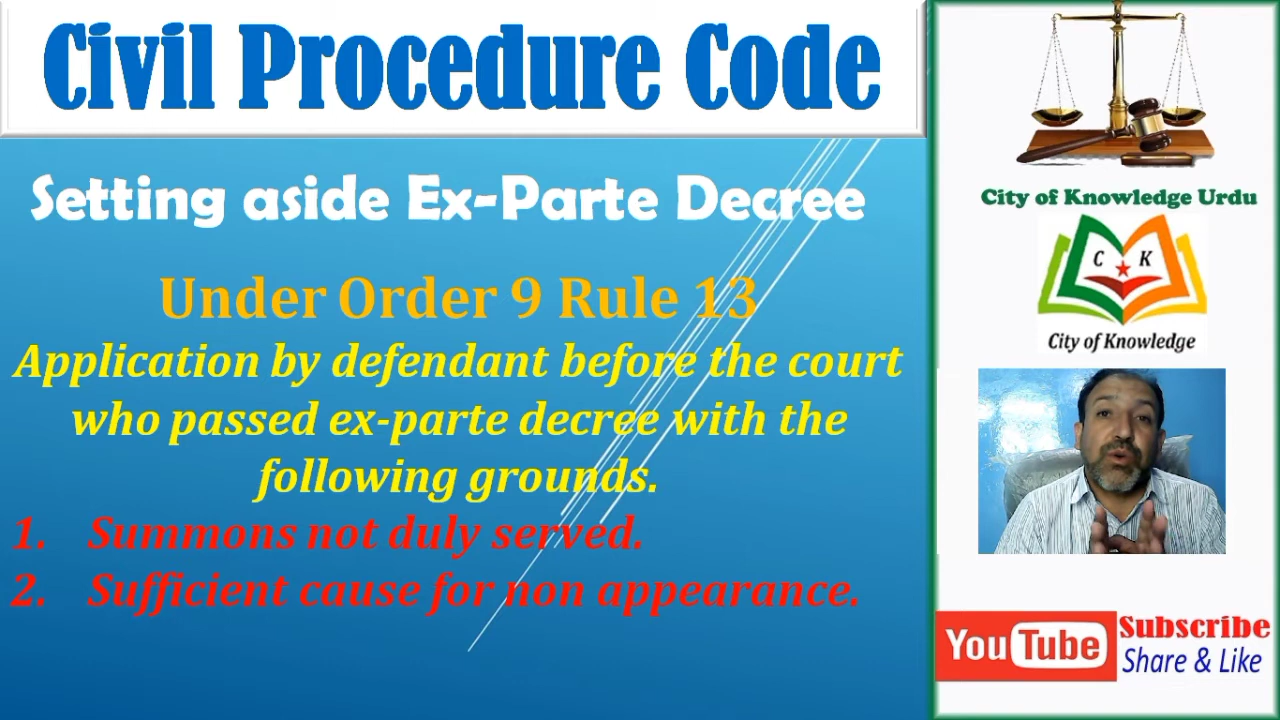 Civil Procedure Code
Setting aside Ex-Parte Decree
Under Order 9 Rule 13
Application by defendant before the court
who passed ex-parte decree with the
following grounds.
1. Summons not duly served.
2. Sufficient cause for non appearance.
City of Knowledge Urdu
C K
City of Knowledge
YouTube
Subscribe
Share & Like